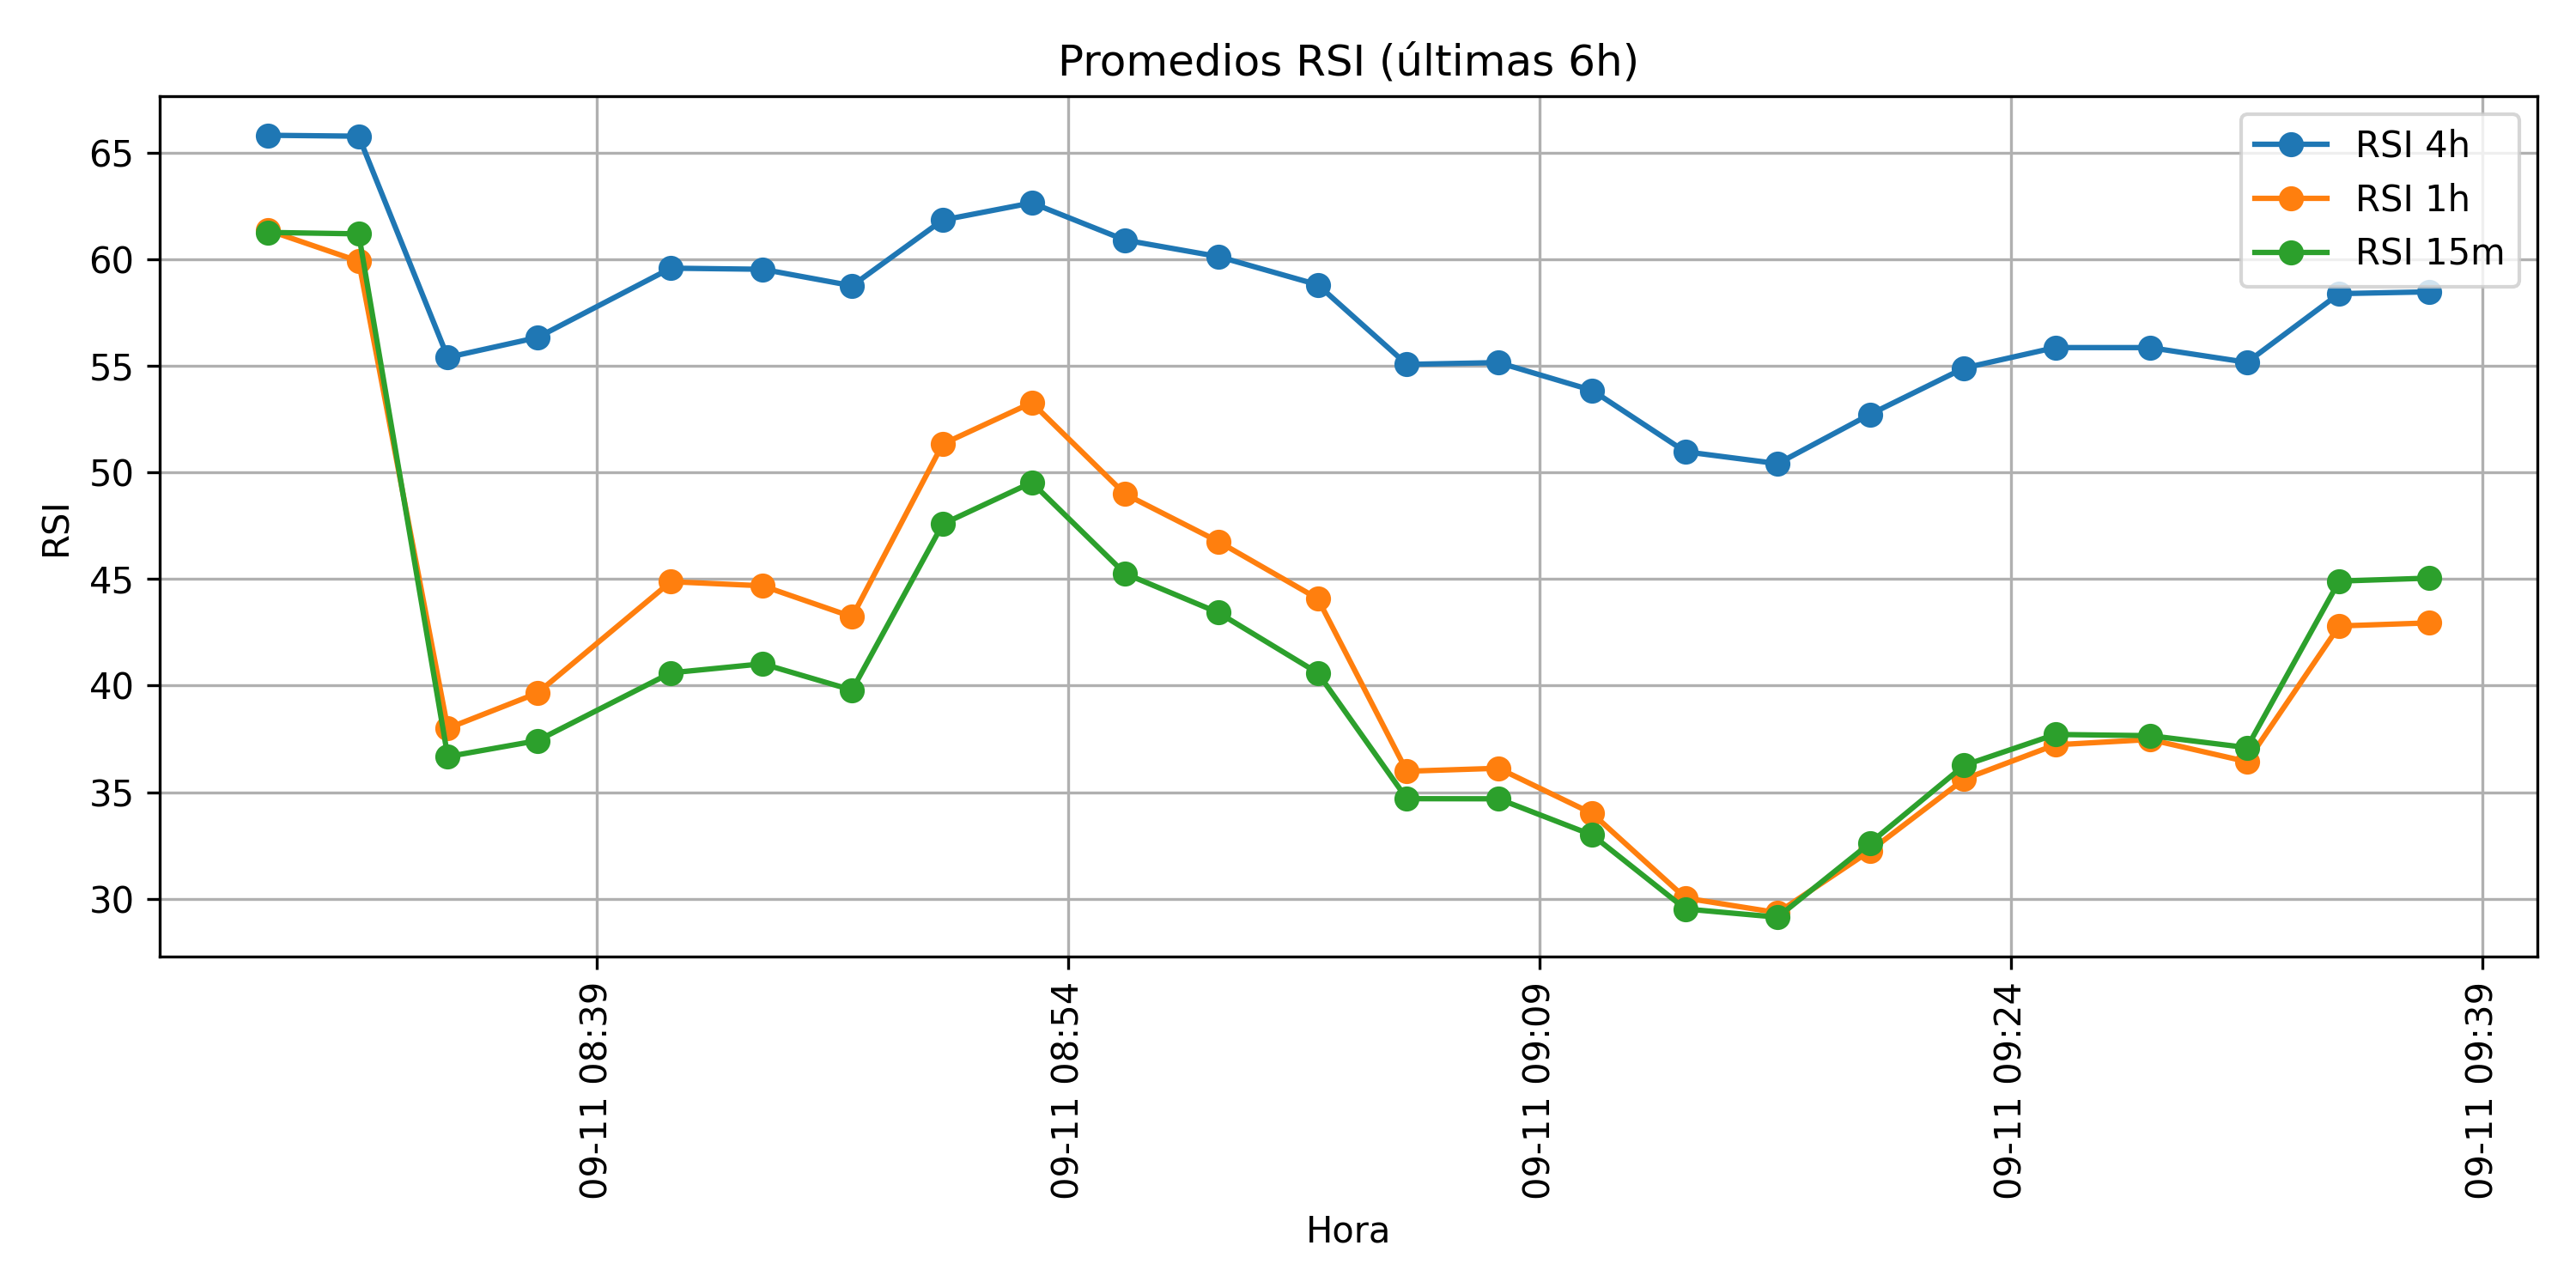 Promedios RSI (últimas 6h)
RSI 4h
RSI 1h
RSI 15m
RSI
65
60
55
50
45
40
35
30
09-11 08:39
09-11 08:54
09-11 09:09
09-11 09:24
09-11 09:39
Hora